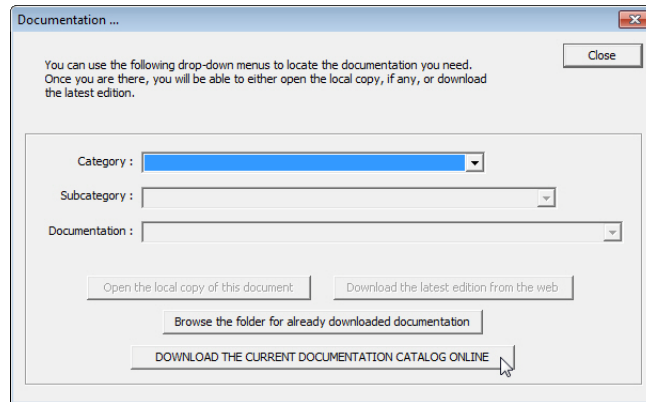 Documentation ...
You can use the following drop-down menus to locate the documentation you need.
Once you are there, you will be able to either open the local copy, if any, or download
the latest edition.
Close
Category :
Subcategory :
Documentation :
Open the local copy of this document
Download the latest edition from the web
Browse the folder for already downloaded documentation
DOWNLOAD THE CURRENT DOCUMENTATION CATALOG ONLINE